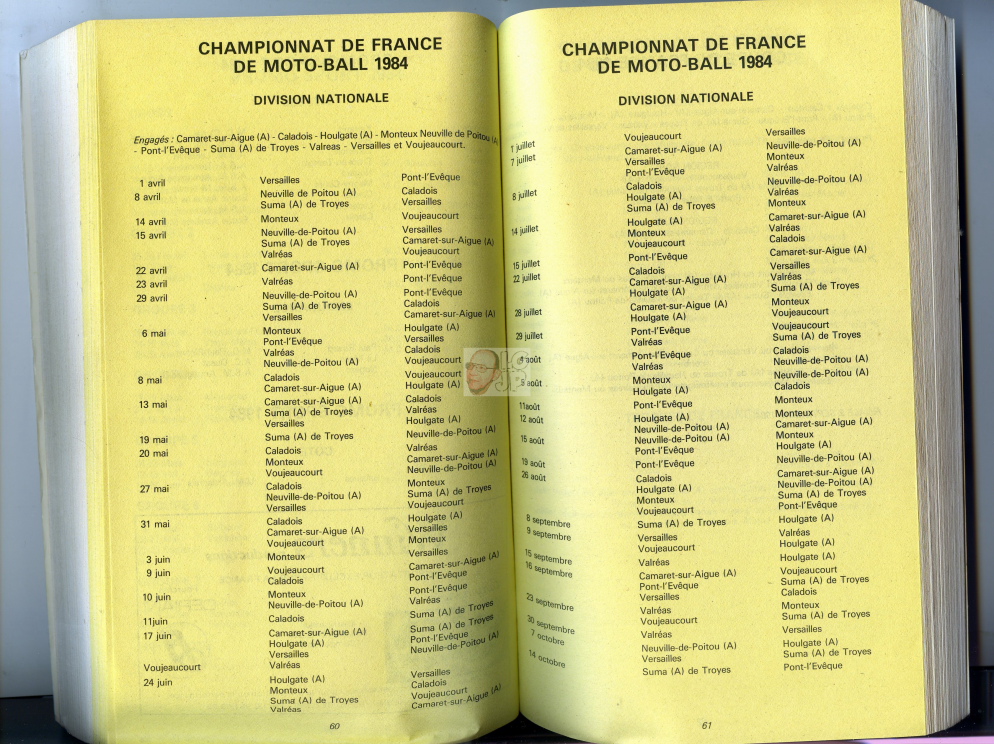 CHAMPIONNAT DE FRANCE
DE MOTO-BALL 1984
DIVISION NATIONALE
Engagés : Camaret-sur-Aigue (A) - Caladois - Houlgate (A) - Monteux Neuville de Poitou (A)
- Pont-l'Evêque - Suma (A) de Troyes - Valreas - Versailles et Voujeaucourt.
1 avril Versailles Pont-l'Evêque
8 avril Neuville de Poitou (A) Caladois
Suma (A) de Troyes Versailles
14 avril Monteux Voujeaucourt
15 avril Neuville-de-Poitou (A) Versailles
Suma (A) de Troyes Camaret-sur-Aigue (A)
Valréas Voujeaucourt
22 avril Camaret-sur-Aigue (A) Pont-l'Evêque
23 avril Valréas Pont-l'Evêque
29 avril Neuville-de-Poitou (A) Pont-l'Evêque
Suma (A) de Troyes Caladois
Versailles Camaret-sur-Aigue (A)
6 mai Monteux Houlgate (A)
Pont-l'Evêque Versailles
Valréas Caladois
Neuville-de-Poitou (A) Voujeaucourt
8 mai Caladois Voujeaucourt
Camaret-sur-Aigue (A) Houlgate (A)
13 mai Camaret-sur-Aigue (A) Caladois
Suma (A) de Troyes Valréas
Versailles Houlgate (A)
19 mai Suma (A) de Troyes Neuville-de-Poitou (A)
20 mai Caladois Valréas
Monteux Camaret-sur-Aigue (A)
Voujeaucourt Neuville-de-Poitou (A)
27 mai Caladois Monteux
Neuville-de-Poitou (A) Suma (A) de Troyes
Versailles Voujeaucourt
31 mai Caladois Houlgate (A)
Camaret-sur-Aigue (A) Versailles
Voujeaucourt Monteux
3 juin Monteux Versailles
9 juin Voujeaucourt Camaret-sur-Aigue (A)
Caladois Pont-l'Evêque
10 juin Monteux Pont-l'Evêque
Neuville-de-Poitou (A) Valréas
11juin Caladois Suma (A) de Troyes
17 juin Camaret-sur-Aigue (A) Suma (A) de Troyes
Houlgate (A) Pont-l'Evêque
Versailles Neuville-de-Poitou (A)
Voujeaucourt Valréas
24 juin Houlgate (A) Versailles
Monteux Caladois
Suma (A) de Troyes Voujeaucourt
Valréas Camaret-sur-Aigue (A)
60
CHAMPIONNAT DE FRANCE
DE MOTO-BALL 1984
DIVISION NATIONALE
1 juillet Voujeaucourt Versailles
7 juillet Camaret-sur-Aigue (A) Neuville-de-Poitou (A)
Versailles Monteux
Pont-l'Evêque Valréas
8 juillet Caladois Neuville-de-Poitou (A)
Houlgate (A) Valréas
Suma (A) de Troyes Monteux
14 juillet Houlgate (A) Camaret-sur-Aigue (A)
Monteux Valréas
Voujeaucourt Caladois
15 juillet Pont-l'Evêque Camaret-sur-Aigue (A)
22 juillet Caladois Versailles
Camaret-sur-Aigue (A) Valréas
Houlgate (A) Suma (A) de Troyes
28 juillet Camaret-sur-Aigue (A) Monteux
Houlgate (A) Voujeaucourt
29 juillet Pont-l'Evêque Voujeaucourt
Valréas Suma (A) de Troyes
4 août Pont-l'Evêque Caladois
Valréas Neuville-de-Poitou (A)
août Monteux Neuville-de-Poitou (A)
Houlgate (A) Caladois
11août Pont-l'Evêque Monteux
12 août Houlgate (A) Monteux
Neuville-de-Poitou (A) Camaret-sur-Aigue (A)
15 août Neuville-de-Poitou (A) Monteux
Pont-l'Evêque Houlgate (A)
19 août Pont-l'Evêque Neuville-de-Poitou (A)
26 août Caladois Camaret-sur-Aigue (A)
Houlgate (A) Neuville-de-Poitou (A)
Monteux Suma (A) de Troyes
Voujeaucourt Pont-l'Evêque
8 septembre Suma (A) de Troyes Houlgate (A)
9 septembre Versailles Valréas
Voujeaucourt Houlgate (A)
15 septembre Valréas Houlgate (A)
16 septembre Camaret-sur-Aigue (A) Voujeaucourt
Pont-l'Evêque Suma (A) de Troyes
Versailles Caladois
23 septembre Valréas Monteux
Voujeaucourt Suma (A) de Troyes
30 septembre Valréas Versailles
7 octobre Neuville-de-Poitou (A) Houlgate (A)
Versailles Suma (A) de Troyes
14 octobre Suma (A) de Troyes Pont-l'Evêque
61